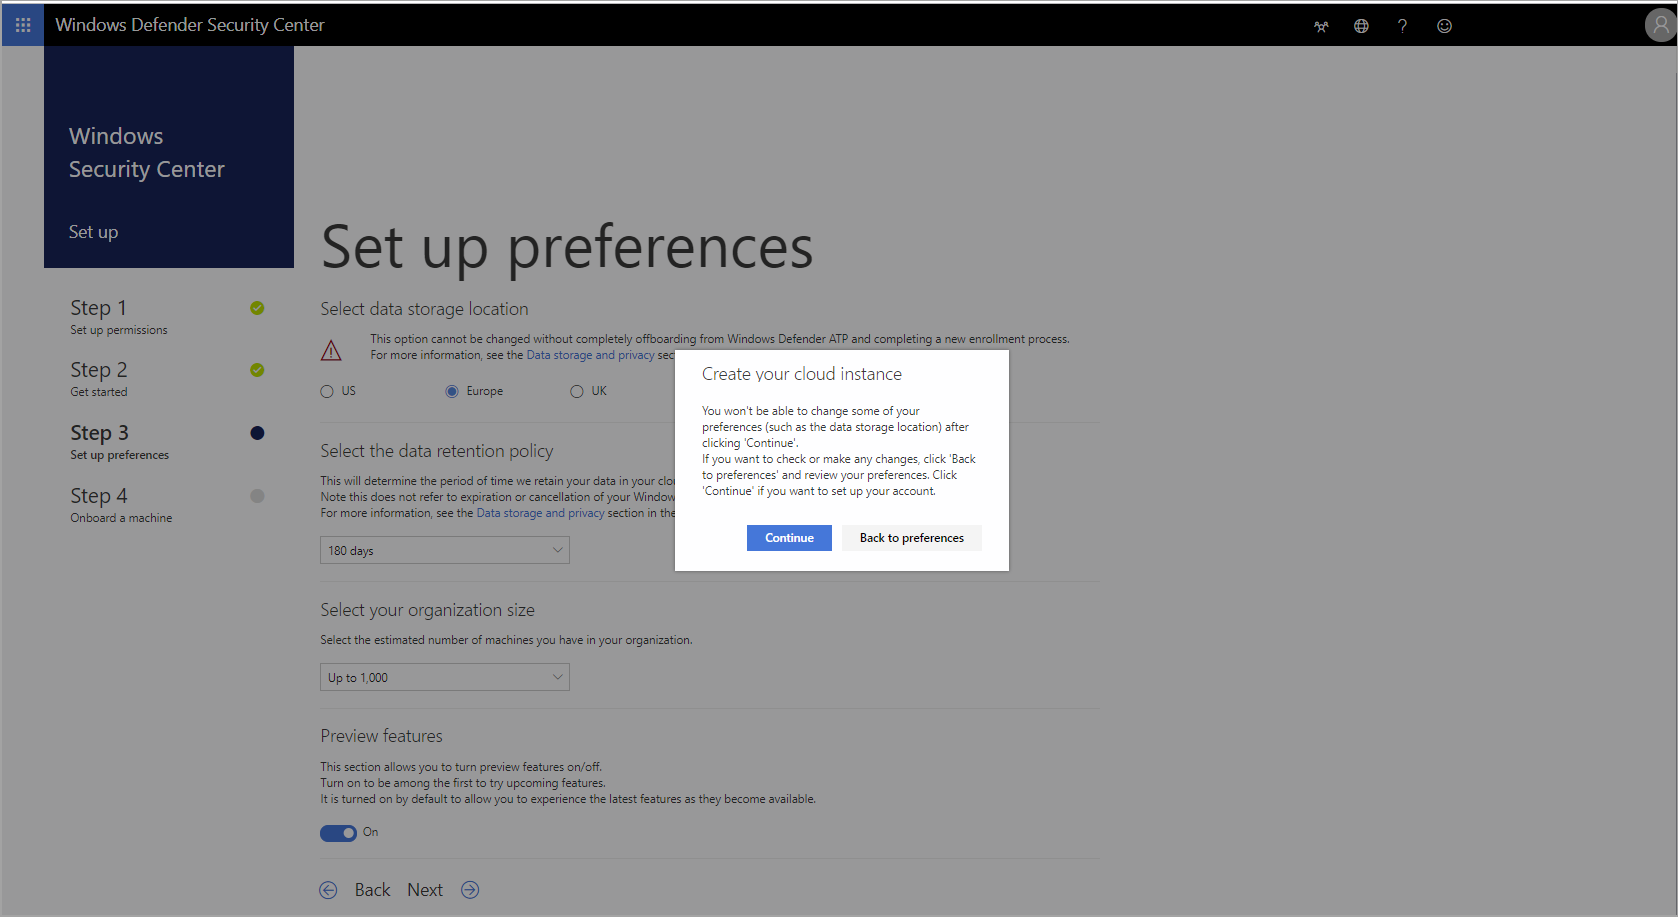 Windows Defender Security Center
Windows
Security Center
Set up
Step 1
Set up permissions
Step 2
Get started
Step 3
Set up preferences
Step 4
Onboard a machine
Set up preferences
Select data storage location
This option cannot be changed without completely offboarding from Windows Defender ATP and completing a new enrollment process.
For more information, see the Data storage and privacy sec
US
Europe
UK
Select the data retention policy
This will determine the period of time we retain your data in your clou
Note this does not refer to expiration or cancellation of your Window
For more information, see the Data storage and privacy section in the
180 days
Select your organization size
Select the estimated number of machines you have in your organization.
Up to 1,000
Preview features
This section allows you to turn preview features on/off.
Turn on to be among the first to try upcoming features.
It is turned on by default to allow you to experience the latest features as they become available.
On
Back
Next
Create your cloud instance
You won't be able to change some of your
preferences (such as the data storage location) after
clicking 'Continue'.
If you want to check or make any changes, click 'Back
to preferences' and review your preferences. Click
'Continue' if you want to set up your account.
Continue
Back to preferences